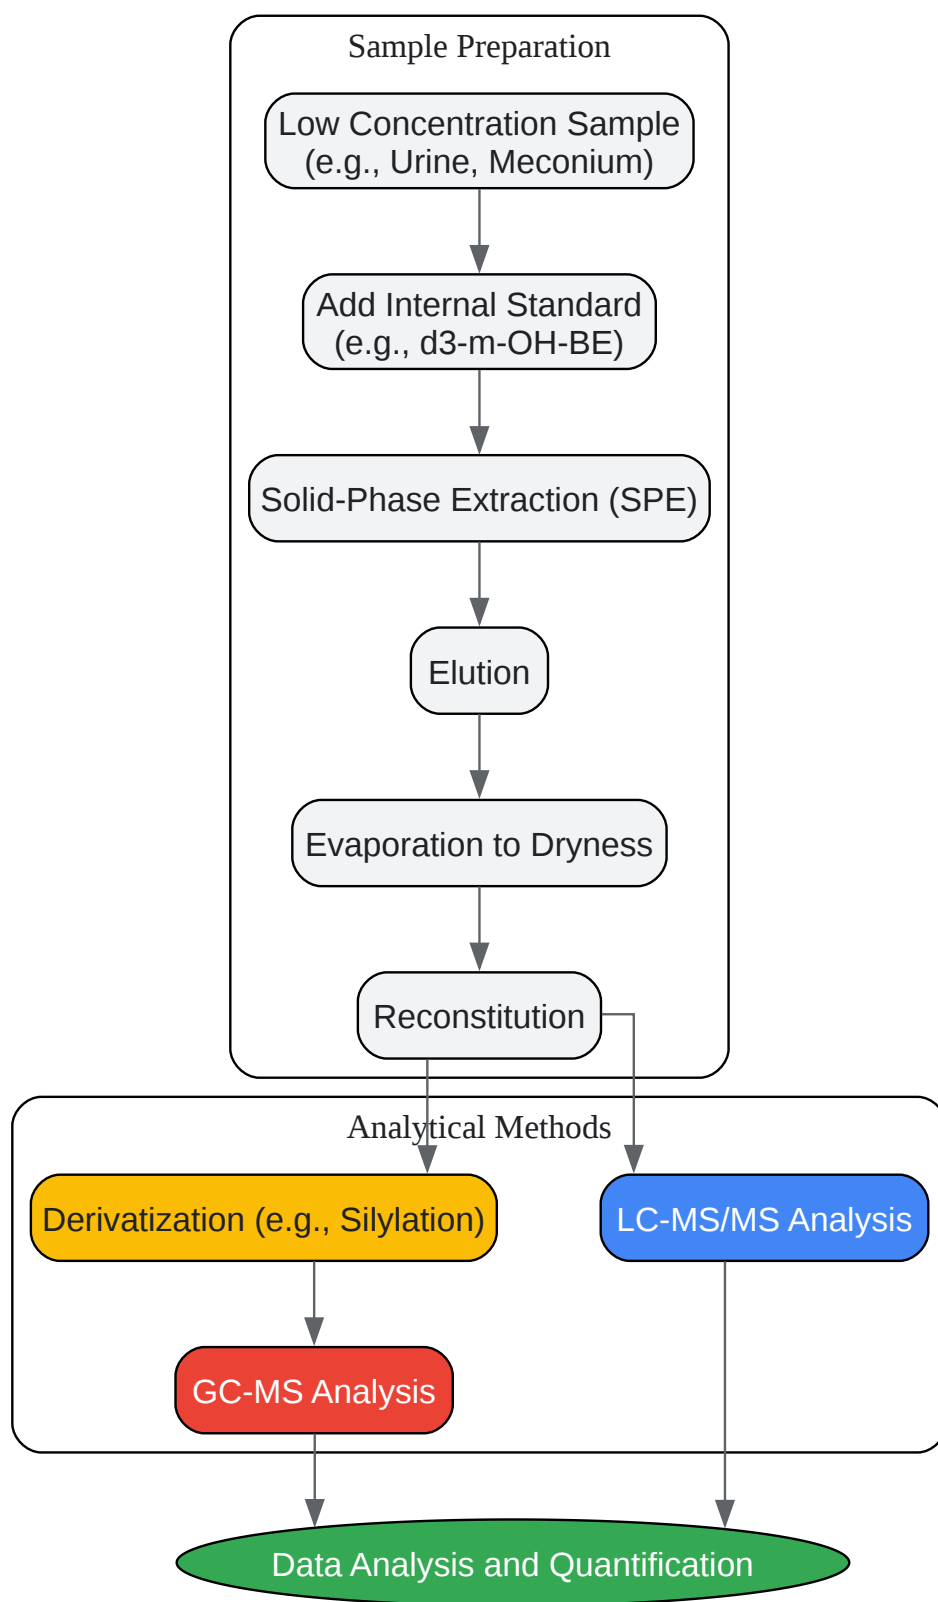 Sample Preparation
Low Concentration Sample
(e.g., Urine, Meconium)
Add Internal Standard
(e.g., d3-m-OH-BE)
Solid-Phase Extraction (SPE)
Elution
Evaporation to Dryness
Reconstitution
Analytical Methods
Derivatization (e.g., Silylation)
LC-MS/MS Analysis
GC-MS Analysis
Data Analysis and Quantification